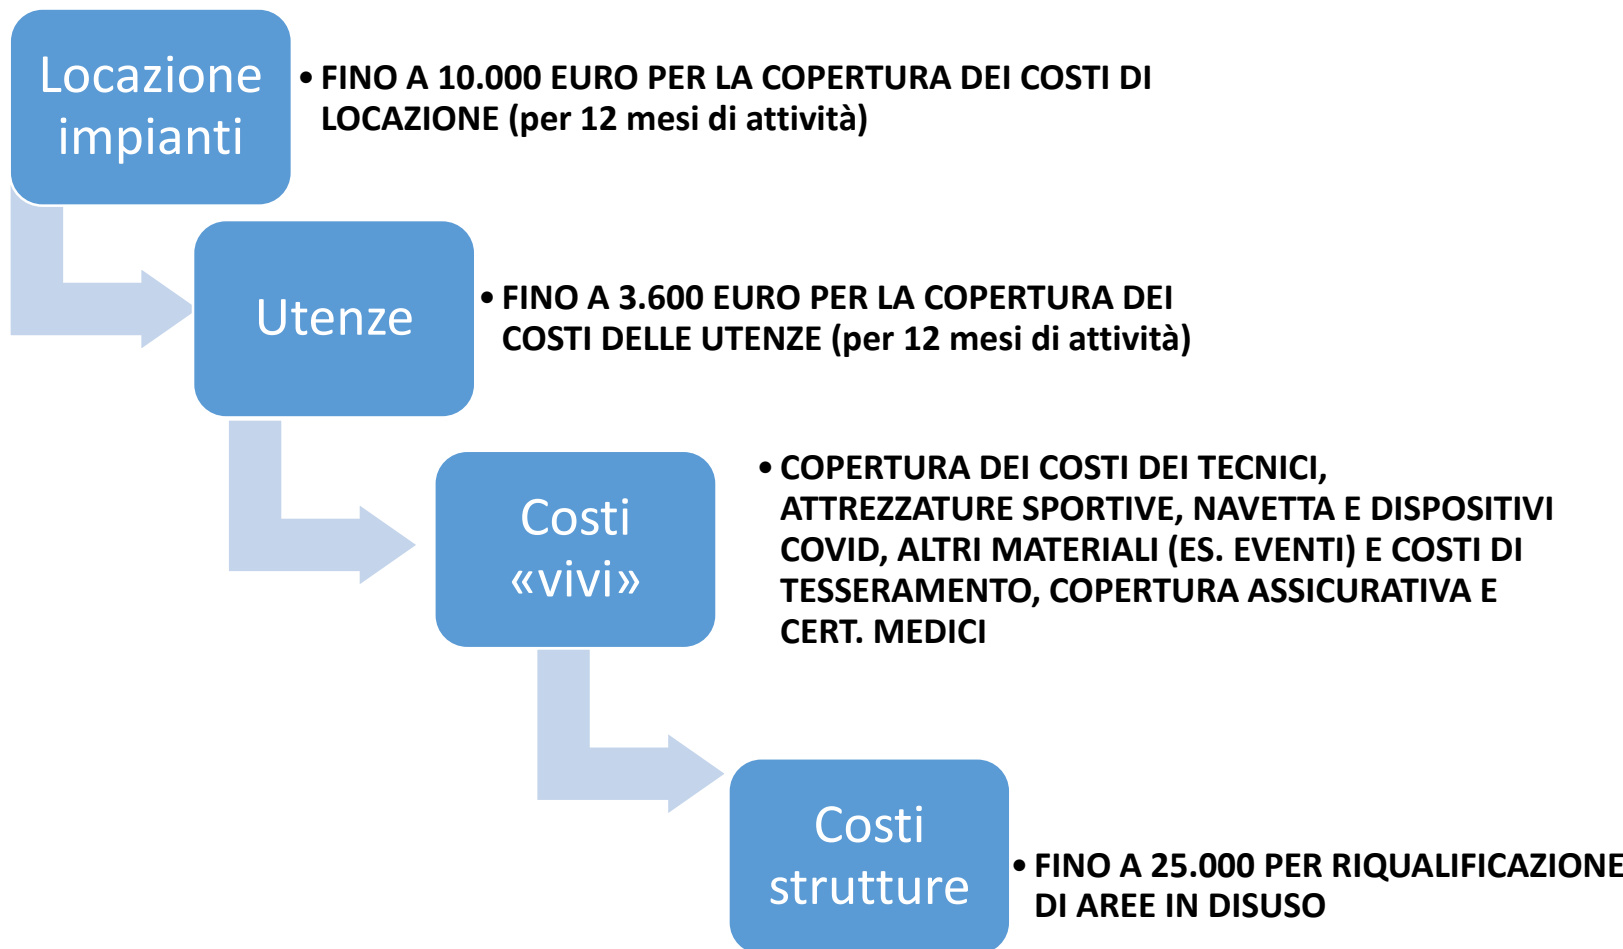 Locazione
impianti
• FINO A 10.000 EURO PER LA COPERTURA DEI COSTI DI
LOCAZIONE (per 12 mesi di attività)
Utenze
• FINO A 3.600 EURO PER LA COPERTURA DEI
COSTI DELLE UTENZE (per 12 mesi di attività)
Costi
«vivi»
• COPERTURA DEI COSTI DEI TECNICI,
ATTREZZATURE SPORTIVE, NAVETTA E DISPOSITIVI
COVID, ALTRI MATERIALI (ES. EVENTI) E COSTI DI
TESSERAMENTO, COPERTURA ASSICURATIVA E
CERT. MEDICI
Costi
strutture
• FINO A 25.000 PER RIQUALIFICAZIONE
DI AREE IN DISUSO